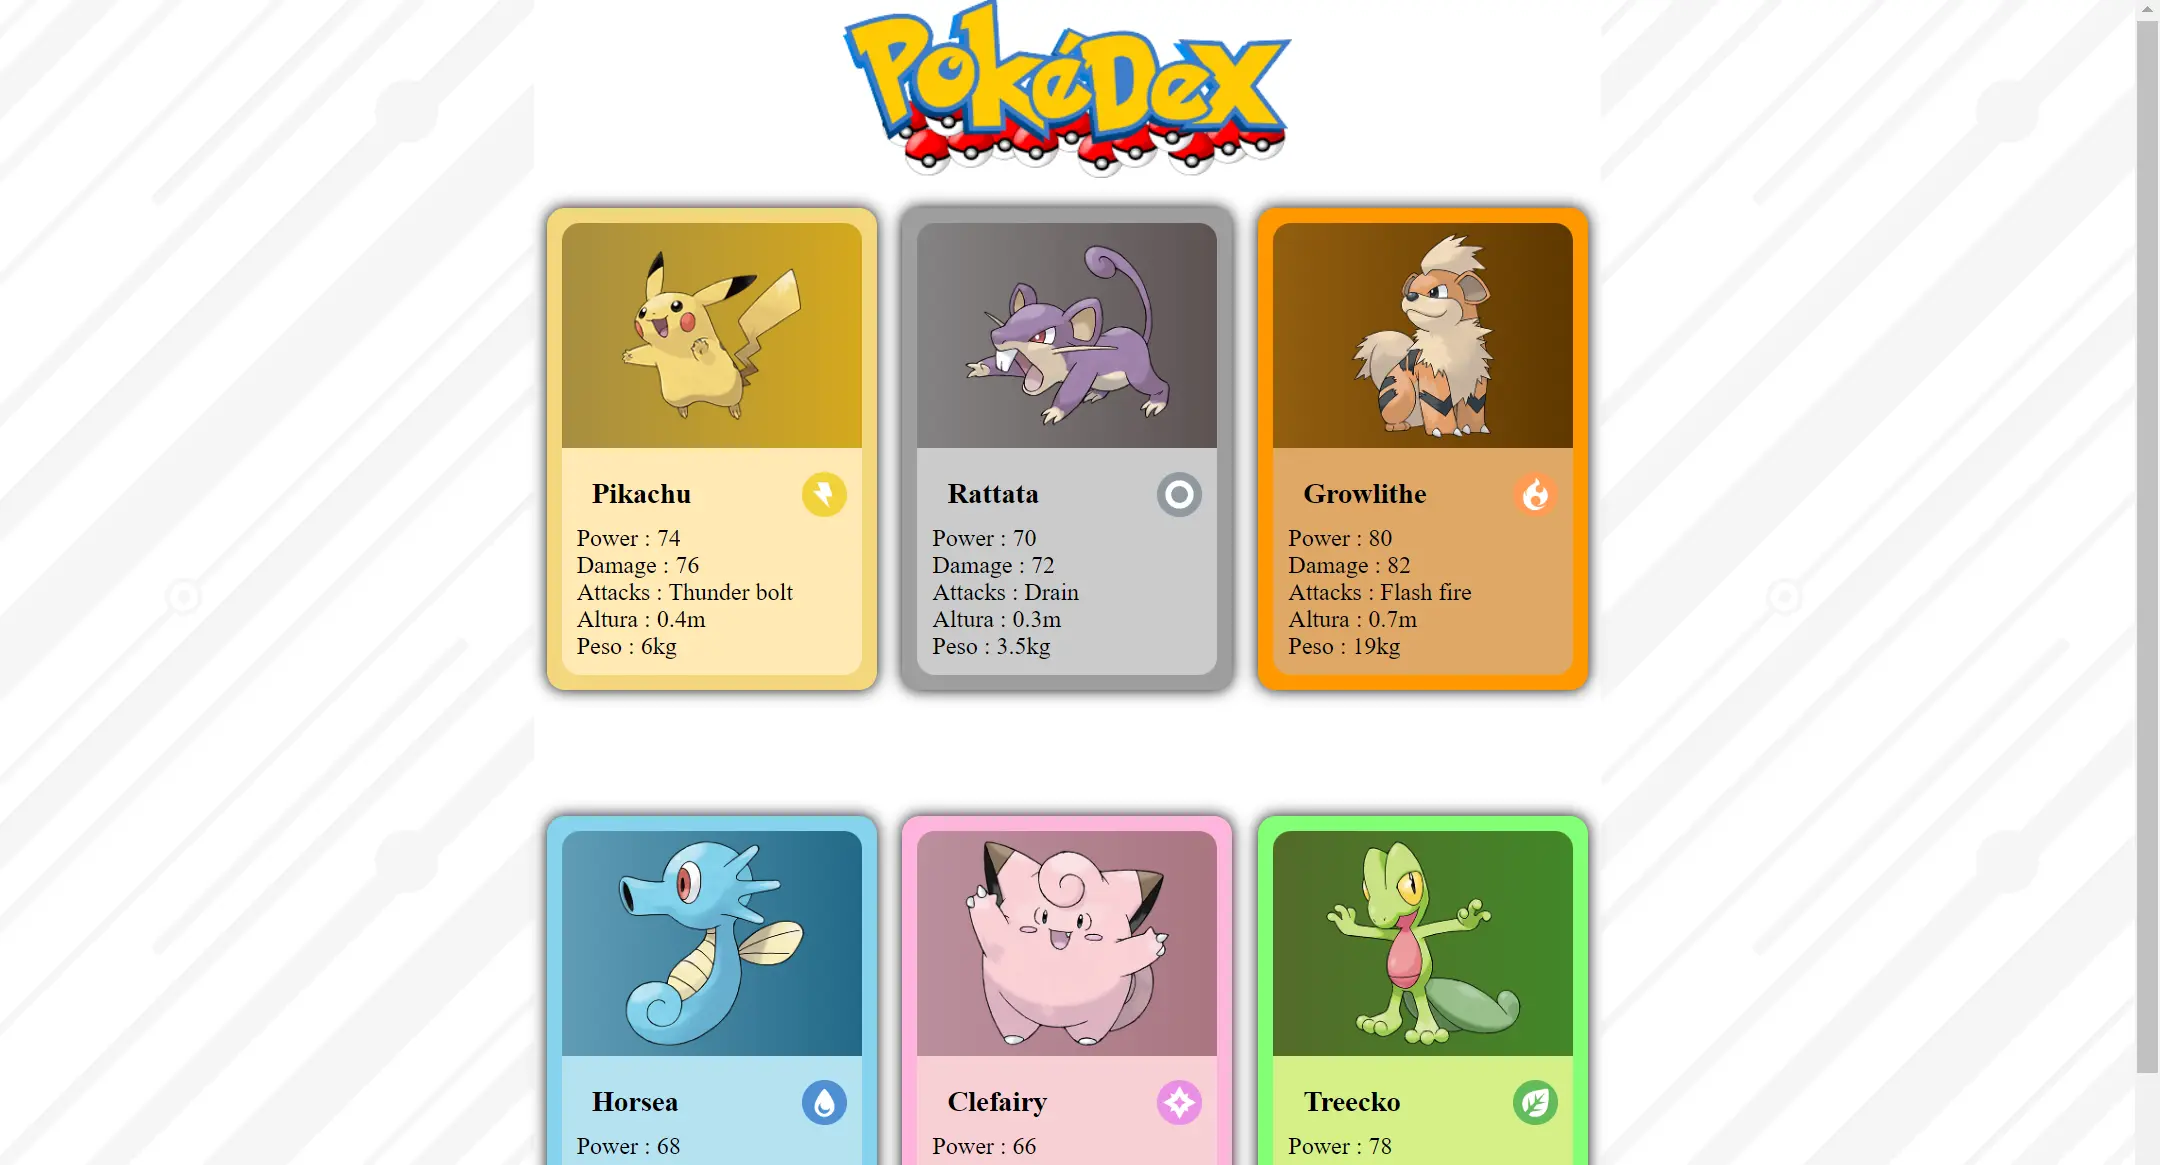 PokéDex
Pikachu
Power : 74
Damage : 76
Attacks : Thunder bolt
Altura : 0.4m
Peso : 6kg
Rattata
Power : 70
Damage : 72
Attacks : Drain
Altura : 0.3m
Peso : 3.5kg
Growlithe
Power : 80
Damage : 82
Attacks : Flash fire
Altura : 0.7m
Peso : 19kg
Horsea
Power : 68
Clefairy
Power : 66
Treecko
Power : 78